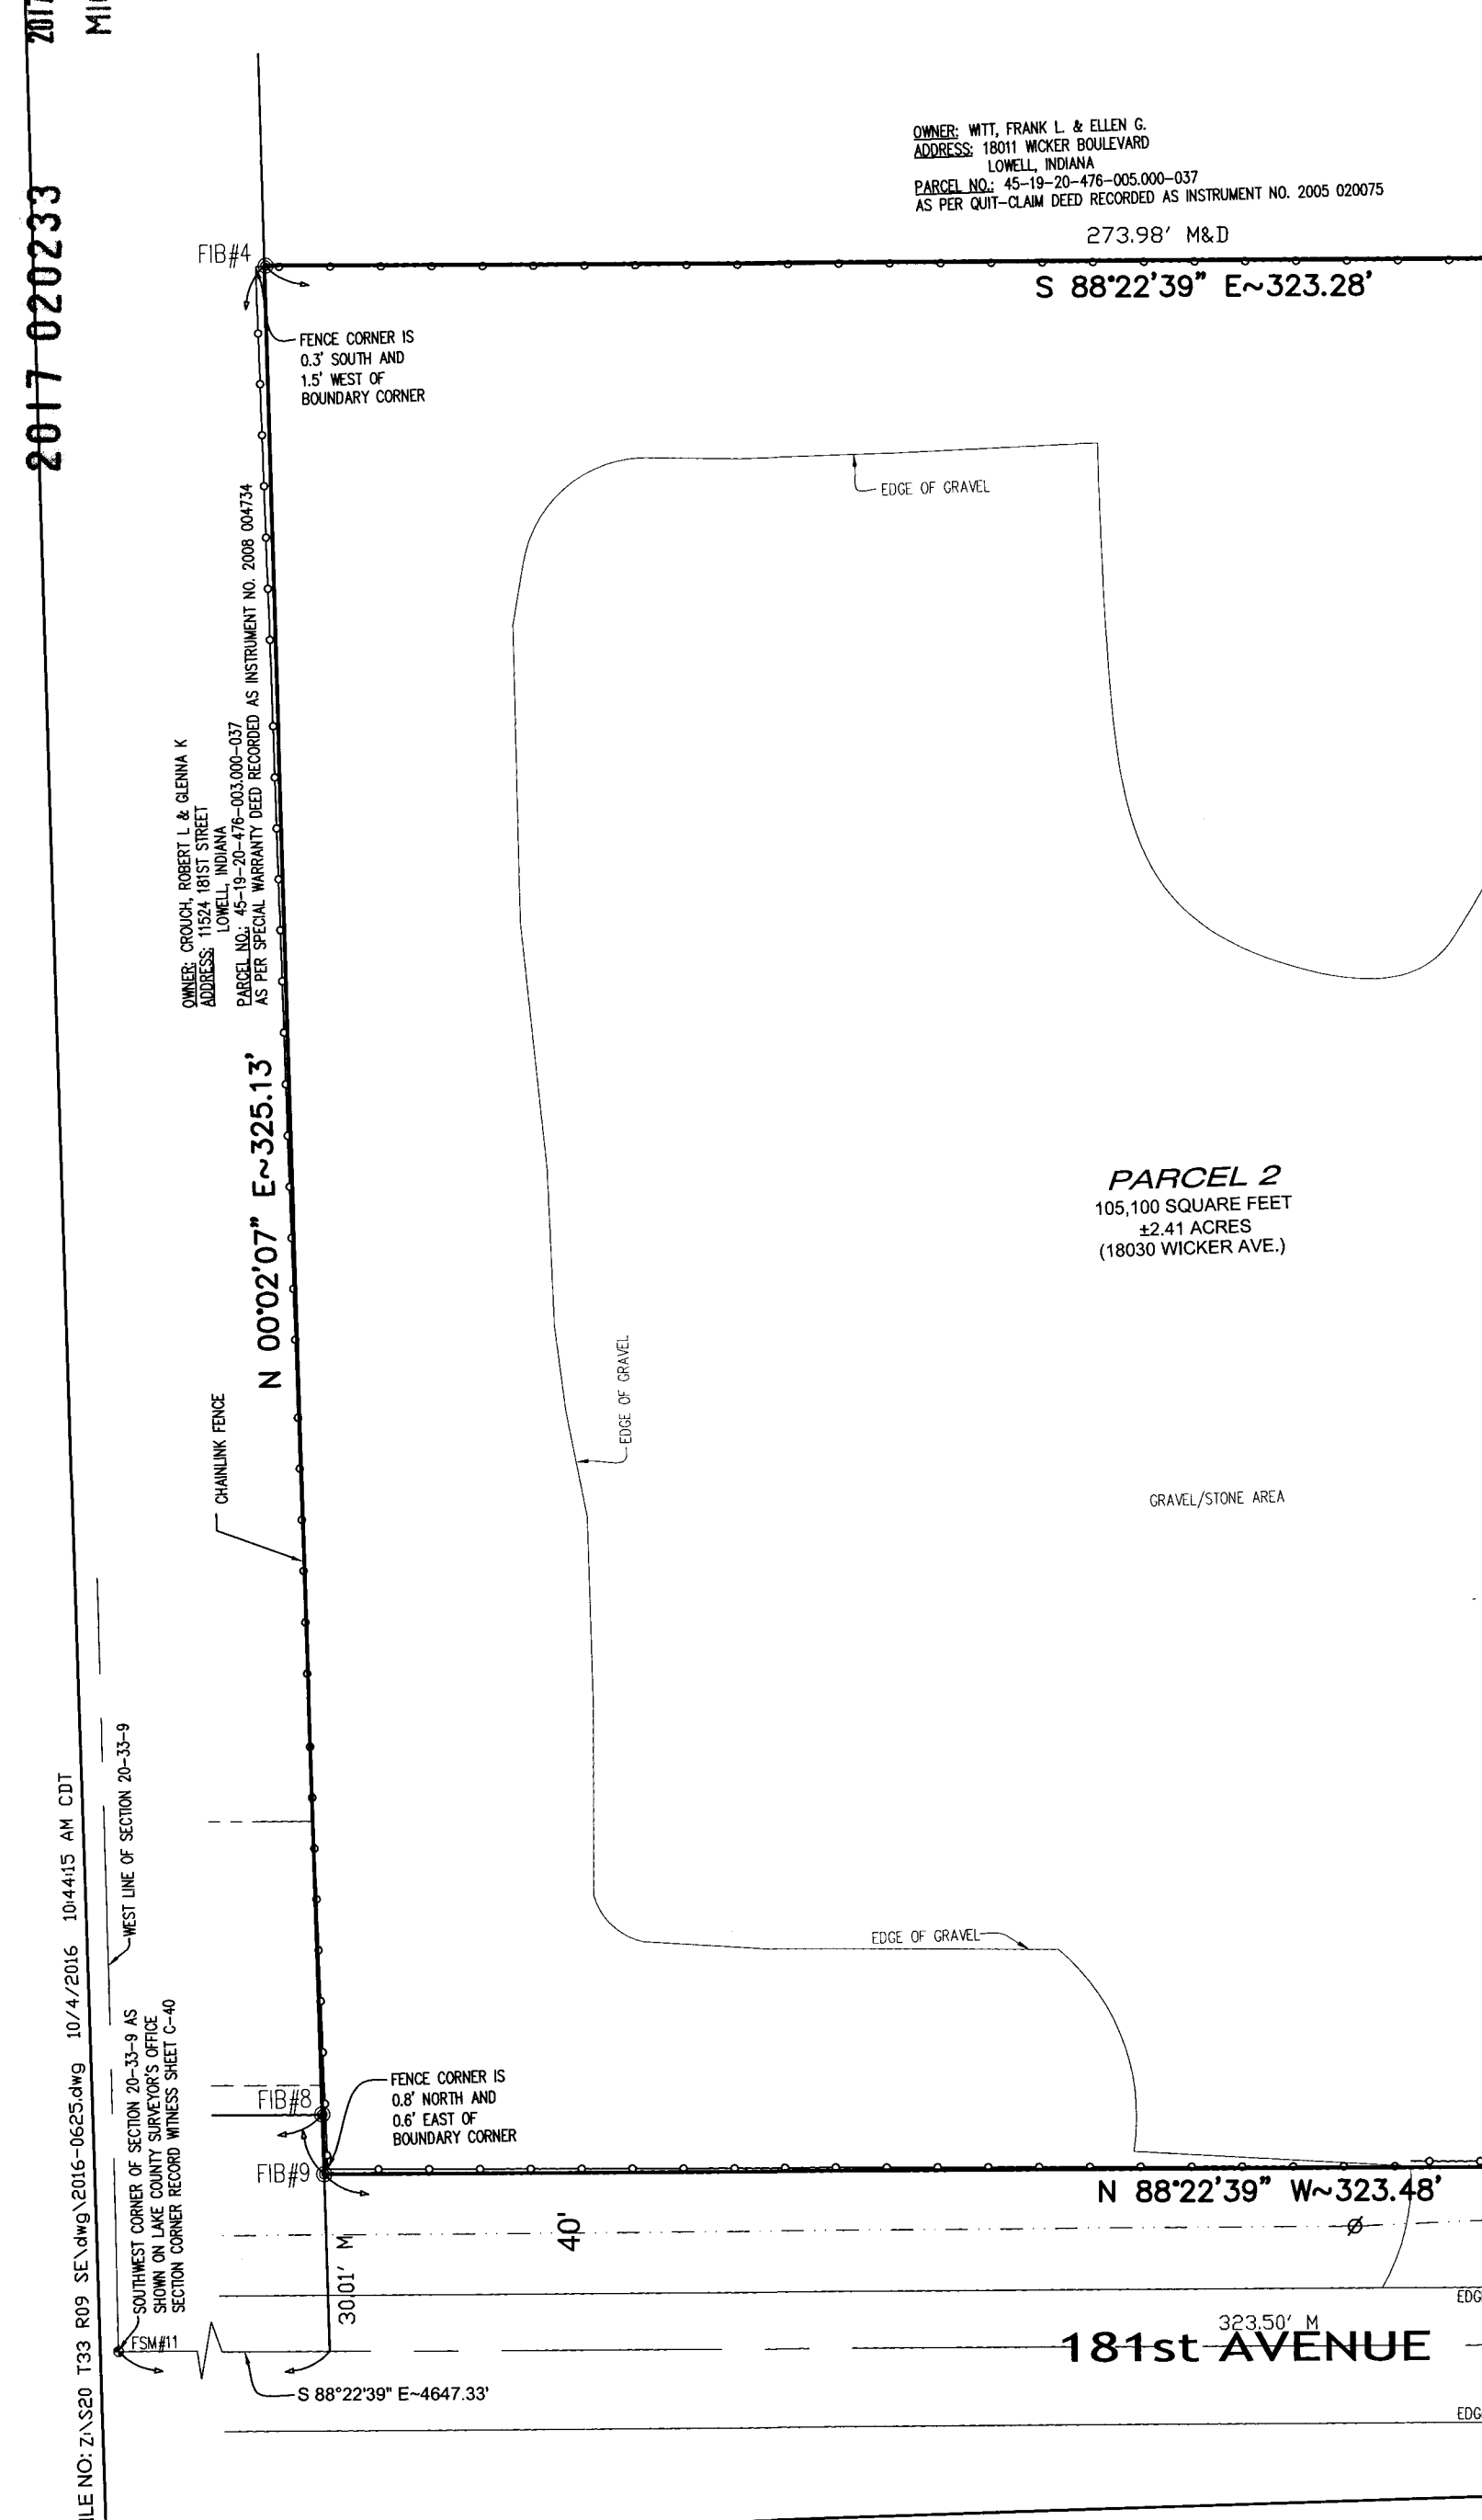 2017 020233
OWNER: WITT, FRANK L. & ELLEN G.
ADDRESS: 18011 WICKER BOULEVARD
LOWELL, INDIANA
PARCEL NO.: 45-19-20-476-005.000-037
AS PER QUIT-CLAIM DEED RECORDED AS INSTRUMENT NO. 2005 020075
273.98' M&D
FIB#4
S 88°22'39" E~323.28'
FENCE CORNER IS
0.3' SOUTH AND
1.5' WEST OF
BOUNDARY CORNER
EDGE OF GRAVEL
OWNER: CROUCH, ROBERT L & GLENNA K
ADDRESS: 11524 181ST STREET
LOWELL, INDIANA
PARCEL NO.: 45-19-20-476-003.000-037
AS PER SPECIAL WARRANTY DEED RECORDED AS INSTRUMENT NO. 2008 004734
N 00°02'07" E~325.13'
PARCEL 2
105,100 SQUARE FEET
±2.41 ACRES
(18030 WICKER AVE.)
EDGE OF GRAVEL
CHAINLINK FENCE
GRAVEL/STONE AREA
WEST LINE OF SECTION 20-33-9
EDGE OF GRAVEL
SOUTHWEST CORNER OF SECTION 20-33-9 AS
SHOWN ON LAKE COUNTY SURVEYOR'S OFFICE
SECTION CORNER RECORD WITNESS SHEET C-40
FIB#8
FENCE CORNER IS
0.8' NORTH AND
0.6' EAST OF
BOUNDARY CORNER
FIB#9
N 88°22'39" W~323.48'
40'
30.01' M
EDG
323.50' M
181st AVENUE
FSM#11
S 88°22'39" E~4647.33'
EDG
LE NO: Z:\S20 T33 R09 SE\dwg\2016-0625.dwg 10/4/2016 10:44:15 AM CDT